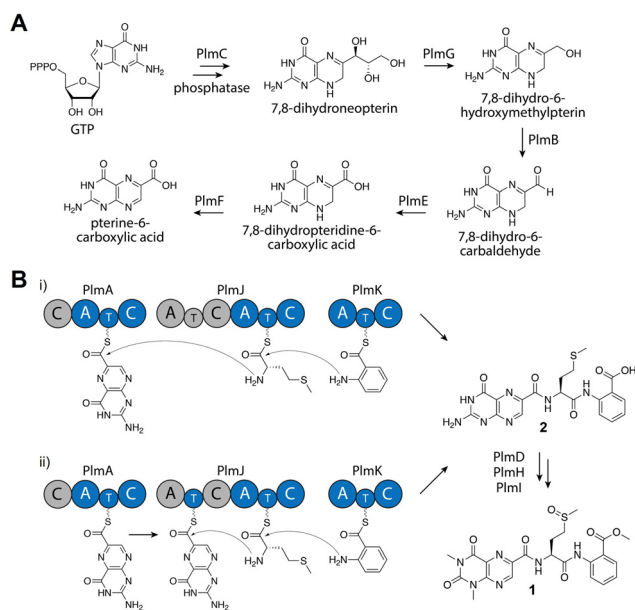 A
PlmC
phosphatase
PlmG
GTP
7,8-dihydroneopterin
7,8-dihydro-6-
hydroxymethylpterin
PlmB
PlmF
PlmE
pterine-6-
carboxylic acid
7,8-dihydropteridine-6-
carboxylic acid
7,8-dihydro-6-
carbaldehyde
B
i)
PlmA
PlmJ
PlmK
C A T C
A T C A T C
A T C
2
PlmD
PlmH
PlmI
ii)
PlmA
PlmJ
PlmK
C A T C
A T C A T C
A T C
1